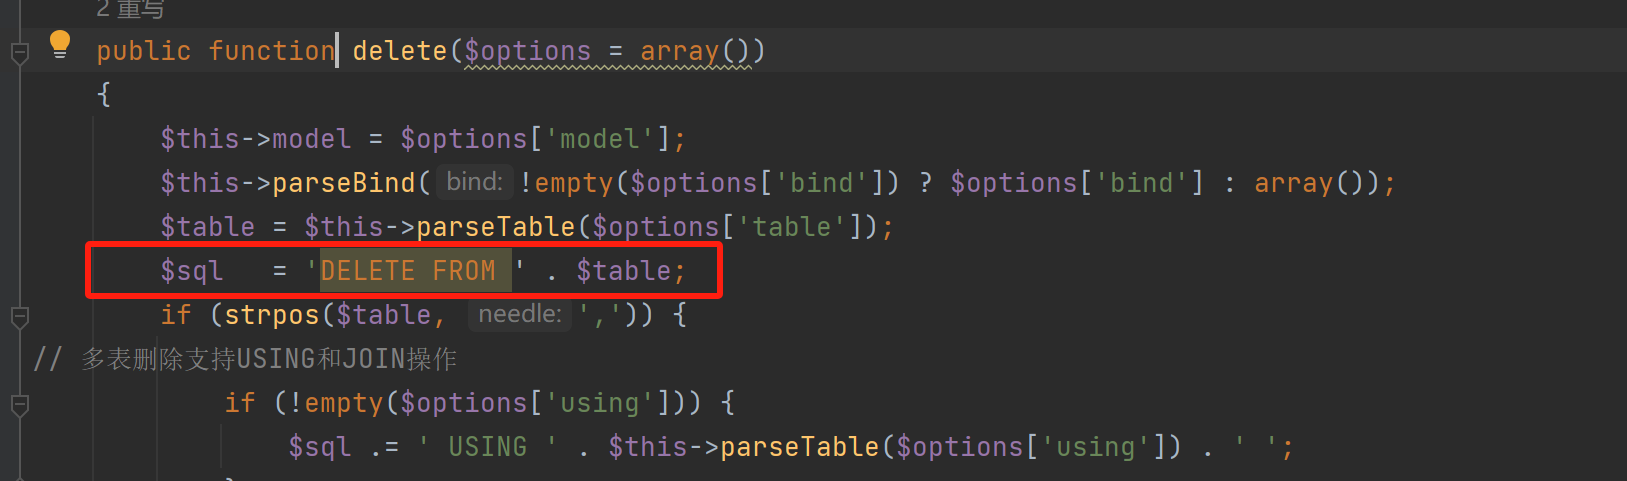 2 重写
public function delete($options = array())
{
$this->model = $options['model'];
$this->parseBind( bind: !empty($options['bind']) ? $options['bind'] : array());
$table = $this->parseTable($options['table']);
$sql   = 'DELETE FROM ' . $table;
if (strpos($table, needle: ',')) {
// 多表删除支持USING和JOIN操作
if (!empty($options['using'])) {
$sql .= ' USING ' . $this->parseTable($options['using']) . ' ';